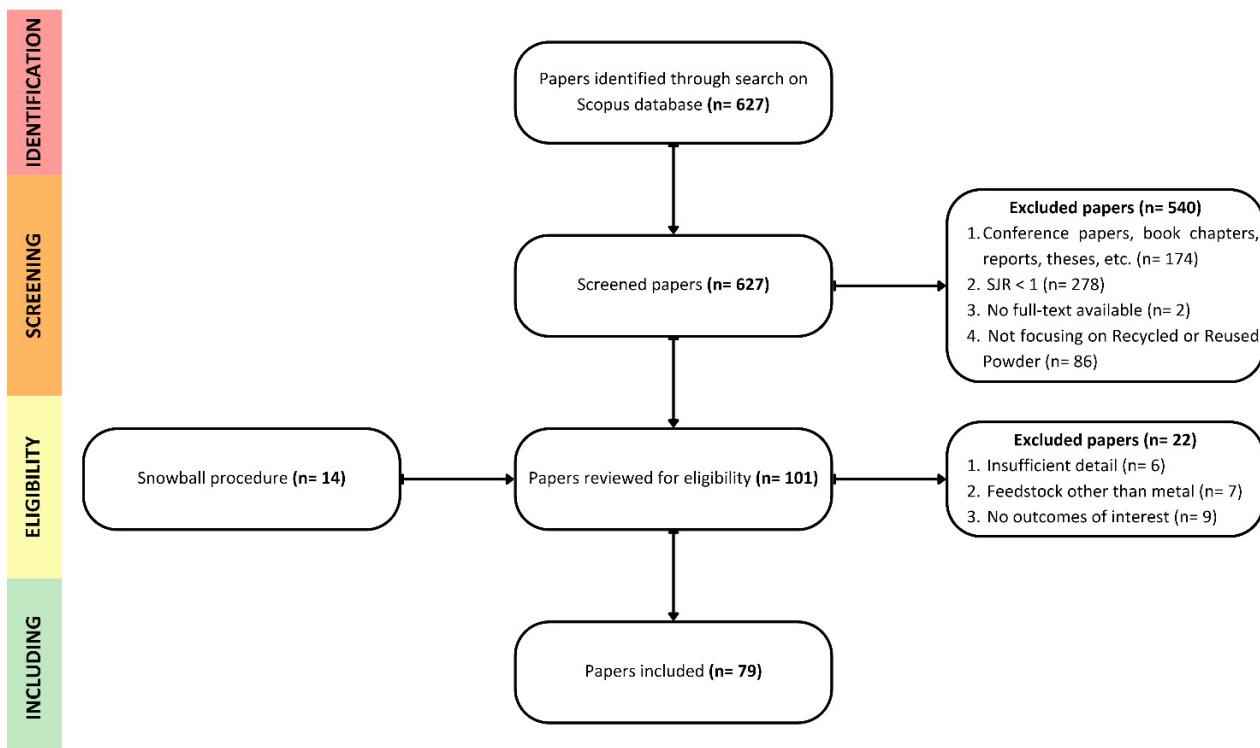 IDENTIFICATION
Papers identified through search on
Scopus database (n= 627)
SCREENING
Screened papers (n= 627)
Excluded papers (n= 540)
1. Conference papers, book chapters,
reports, theses, etc. (n= 174)
2. SJR < 1 (n= 278)
3. No full-text available (n= 2)
4. Not focusing on Recycled or Reused
Powder (n= 86)
ELIGIBILITY
Snowball procedure (n= 14)
Papers reviewed for eligibility (n= 101)
Excluded papers (n= 22)
1. Insufficient detail (n= 6)
2. Feedstock other than metal (n= 7)
3. No outcomes of interest (n= 9)
INCLUDING
Papers included (n= 79)